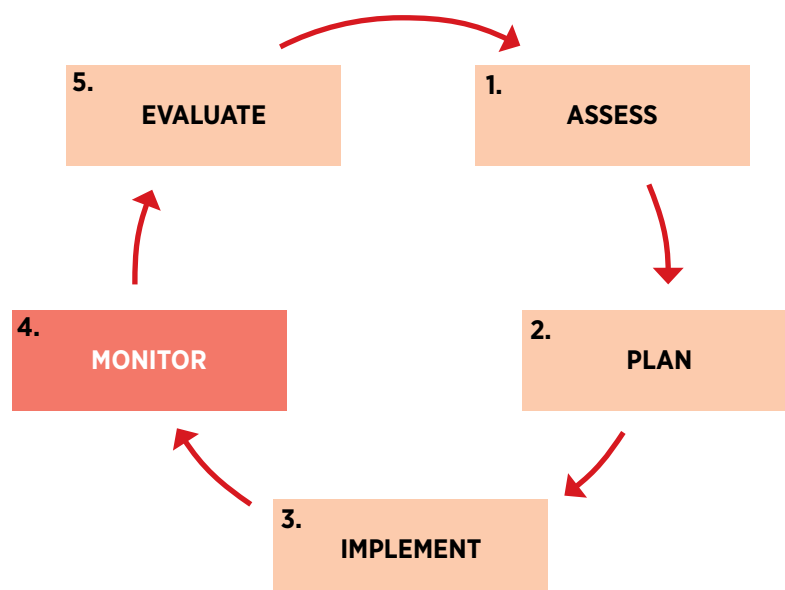 1.
ASSESS
2.
PLAN
3.
IMPLEMENT
4.
MONITOR
5.
EVALUATE